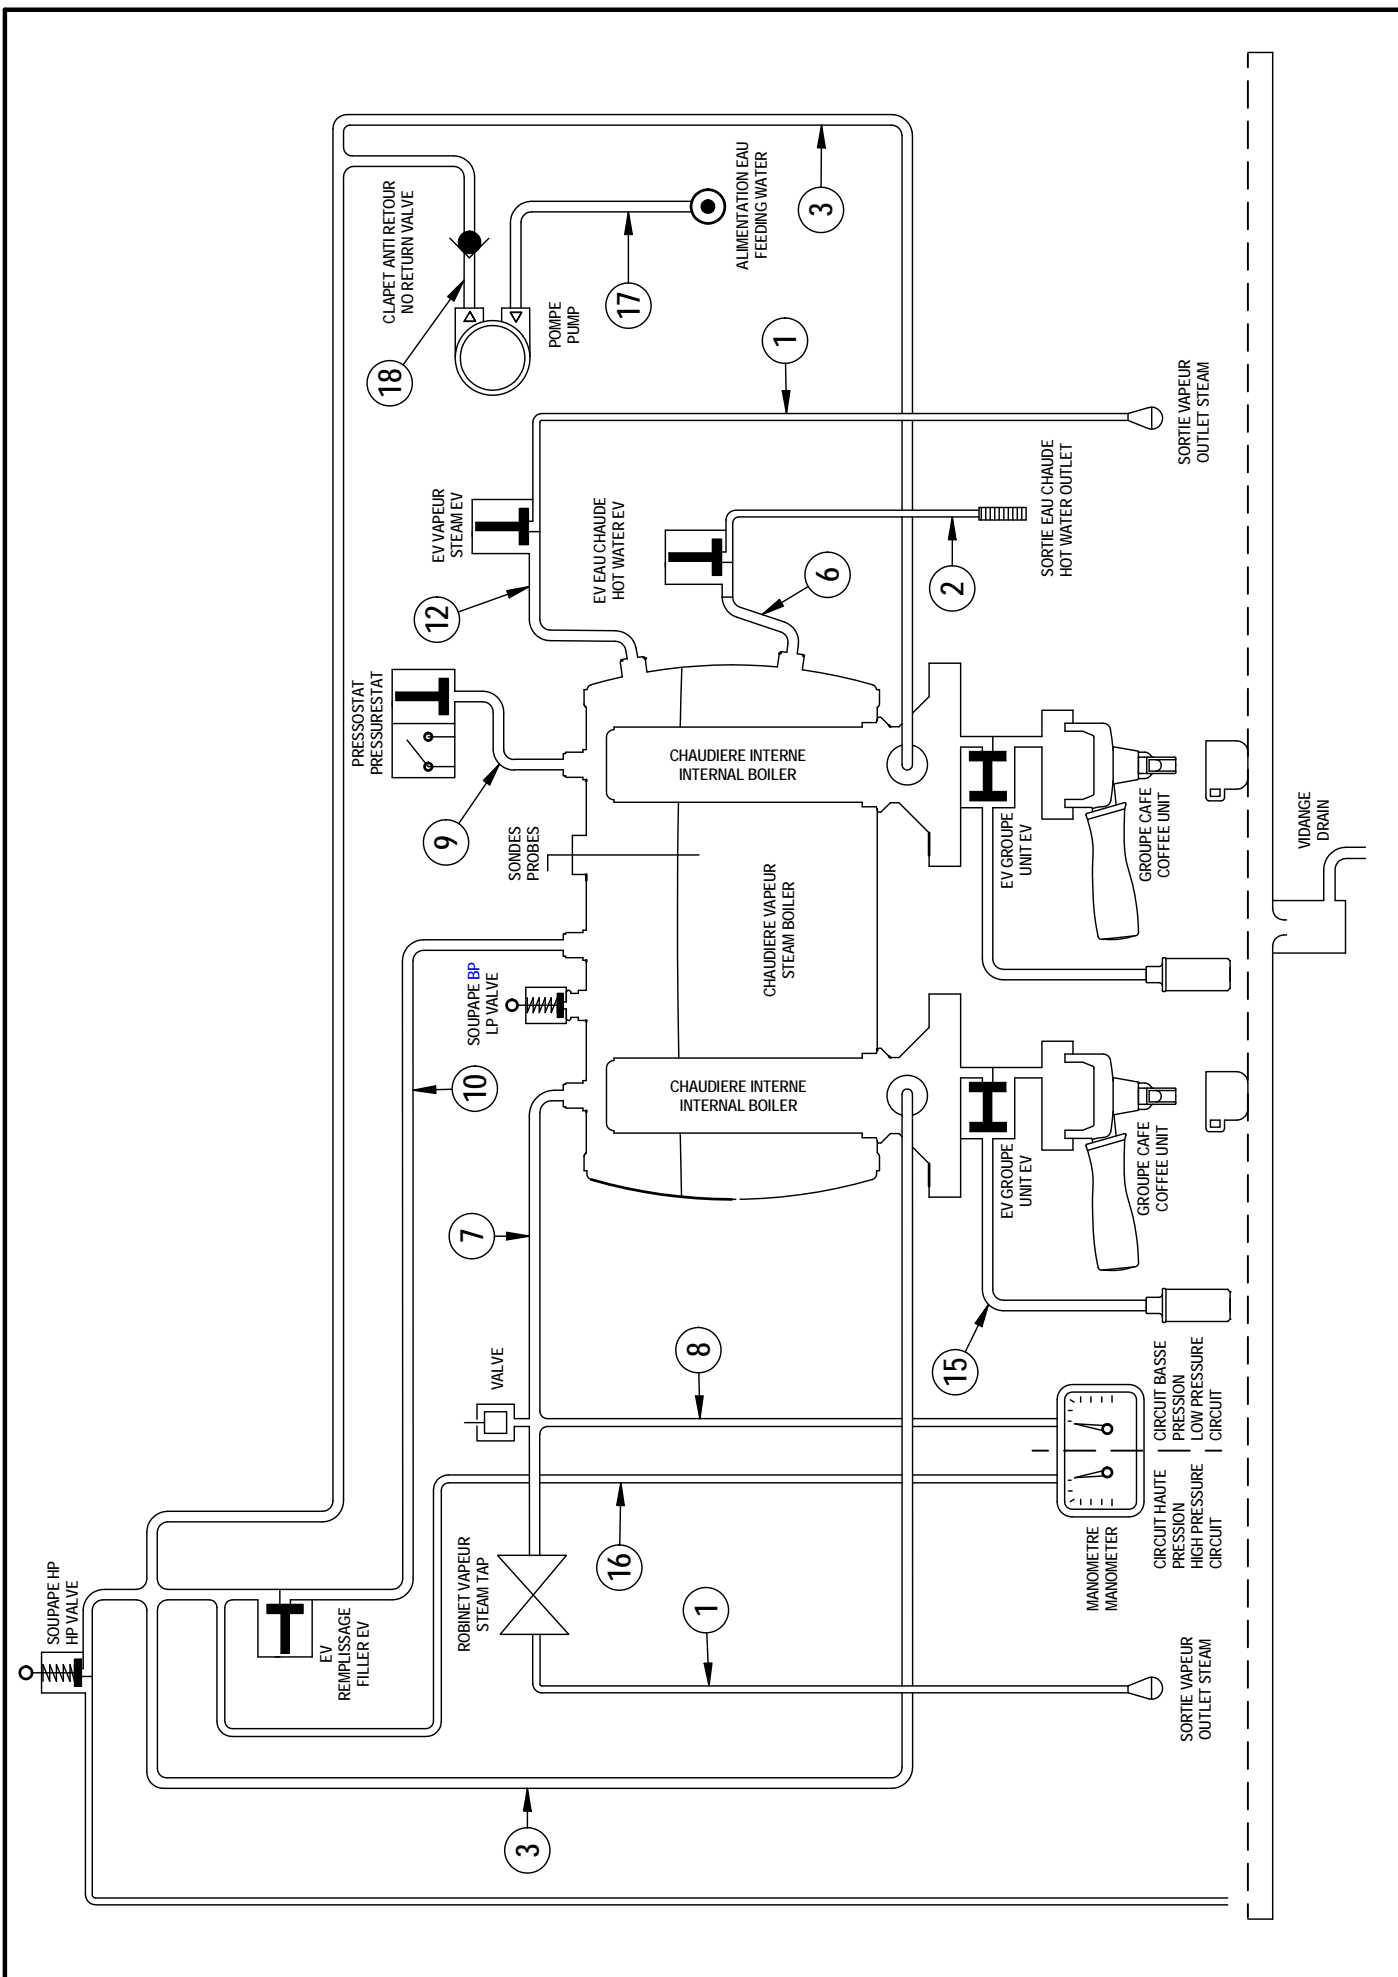 SOUPAPE HP
HP VALVE
EV
REMPLISSAGE
FILLER EV
3
ROBINET VAPEUR
STEAM TAP
16
1
SORTIE VAPEUR
OUTLET STEAM
VALVE
8
MANOMETRE
MANOMETER
CIRCUIT HAUTE
PRESSION
HIGH PRESSURE
CIRCUIT
CIRCUIT BASSE
PRESSION
LOW PRESSURE
CIRCUIT
7
15
10
SOUPAPE BP
LP VALVE
CHAUDIERE INTERNE
INTERNAL BOILER
EV GROUPE
UNIT EV
GROUPE CAFE
COFFEE UNIT
CHAUDIERE VAPEUR
STEAM BOILER
SONDES
PROBES
9
PRESSOSTAT
PRESSURESTAT
CHAUDIERE INTERNE
INTERNAL BOILER
EV GROUPE
UNIT EV
GROUPE CAFE
COFFEE UNIT
VIDANGE
DRAIN
12
EV VAPEUR
STEAM EV
EV EAU CHAUDE
HOT WATER EV
6
2
SORTIE EAU CHAUDE
HOT WATER OUTLET
1
SORTIE VAPEUR
OUTLET STEAM
18
CLAPET ANTI RETOUR
NO RETURN VALVE
POMPE
PUMP
17
ALIMENTATION EAU
FEEDING WATER
3